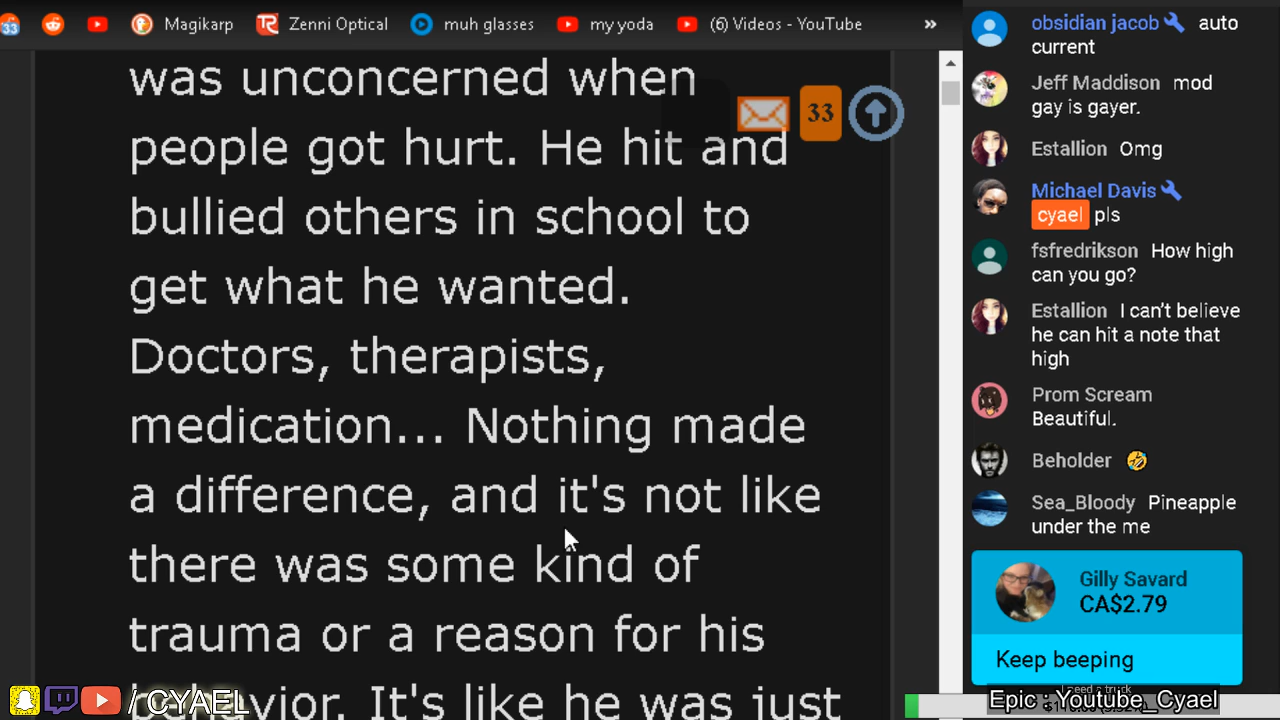 33
Magikarp
Zenni Optical
muh glasses
my yoda
(6) Videos - YouTube
»
was unconcerned when
people got hurt. He hit and
bullied others in school to
get what he wanted.
Doctors, therapists,
medication... Nothing made
a difference, and it's not like
there was some kind of
trauma or a reason for his
behavior. It's like he was just
33
/ CYAEL
obsidian jacob auto
current
Jeff Maddison mod
gay is gayer.
Estallion Omg
Michael Davis
cyael pls
fsfredrikson How high
can you go?
Estallion I can't believe
he can hit a note that
high
Prom Scream
Beautiful.
Beholder 🤣
Sea_Bloody Pineapple
under the me
Gilly Savard
CA$2.79
Keep beeping
I need a truck
Epic : Youtube_Cyael